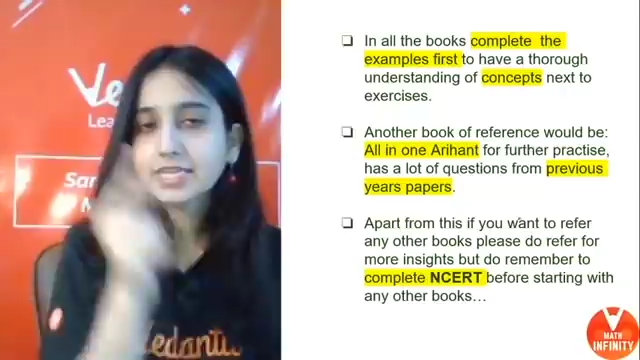 In all the books complete the
examples first to have a thorough
understanding of concepts next to
exercises.
Another book of reference would be:
All in one Arihant for further practise,
has a lot of questions from previous
years papers.
Apart from this if you want to refer
any other books please do refer for
more insights but do remember to
complete NCERT before starting with
any other books…
MATH
INFINITY